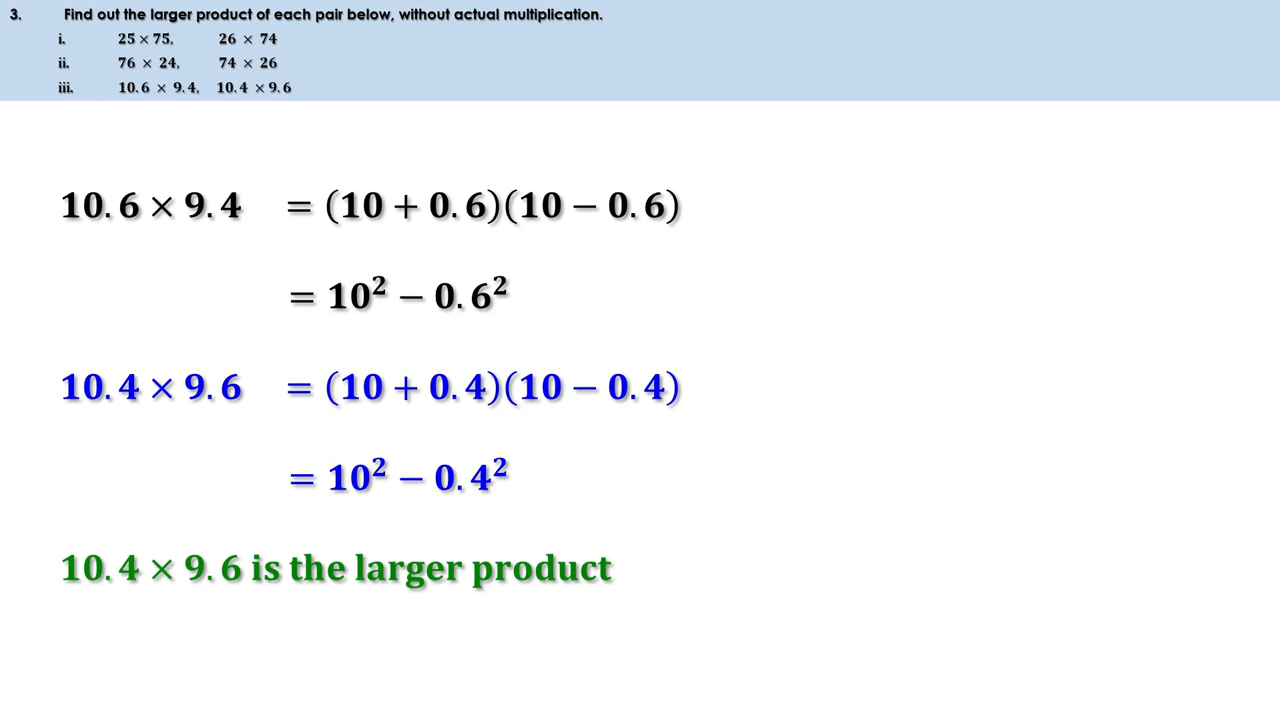 3. Find out the larger product of each pair below, without actual multiplication.
i. 25 × 75, 26 × 74
ii. 76 × 24, 74 × 26
iii. 10.6 × 9.4, 10.4 × 9.6
10.6 × 9.4 = (10 + 0.6)(10 − 0.6)
= 10² − 0.6²
10.4 × 9.6 = (10 + 0.4)(10 − 0.4)
= 10² − 0.4²
10.4 × 9.6 is the larger product